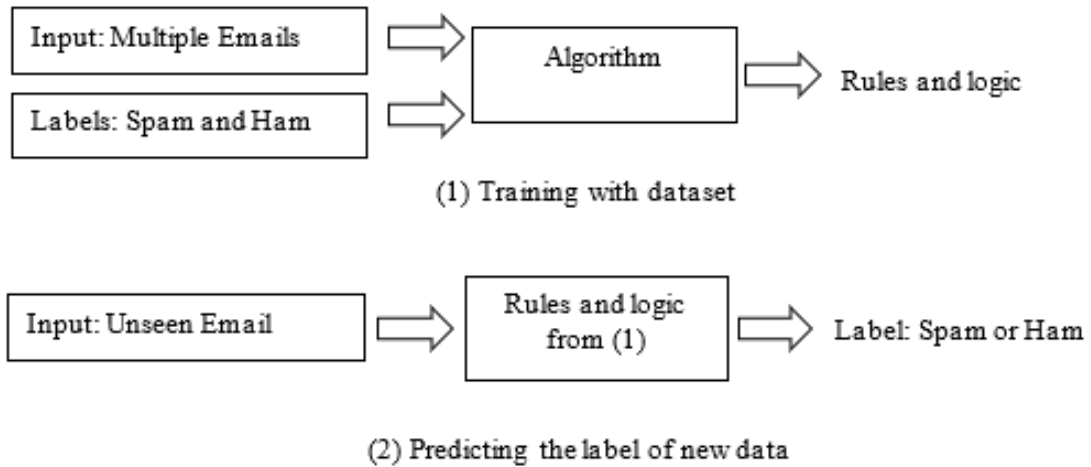 Input: Multiple Emails
Algorithm
Rules and logic
Labels: Spam and Ham
(1) Training with dataset
Input: Unseen Email
Rules and logic
from (1)
Label: Spam or Ham
(2) Predicting the label of new data